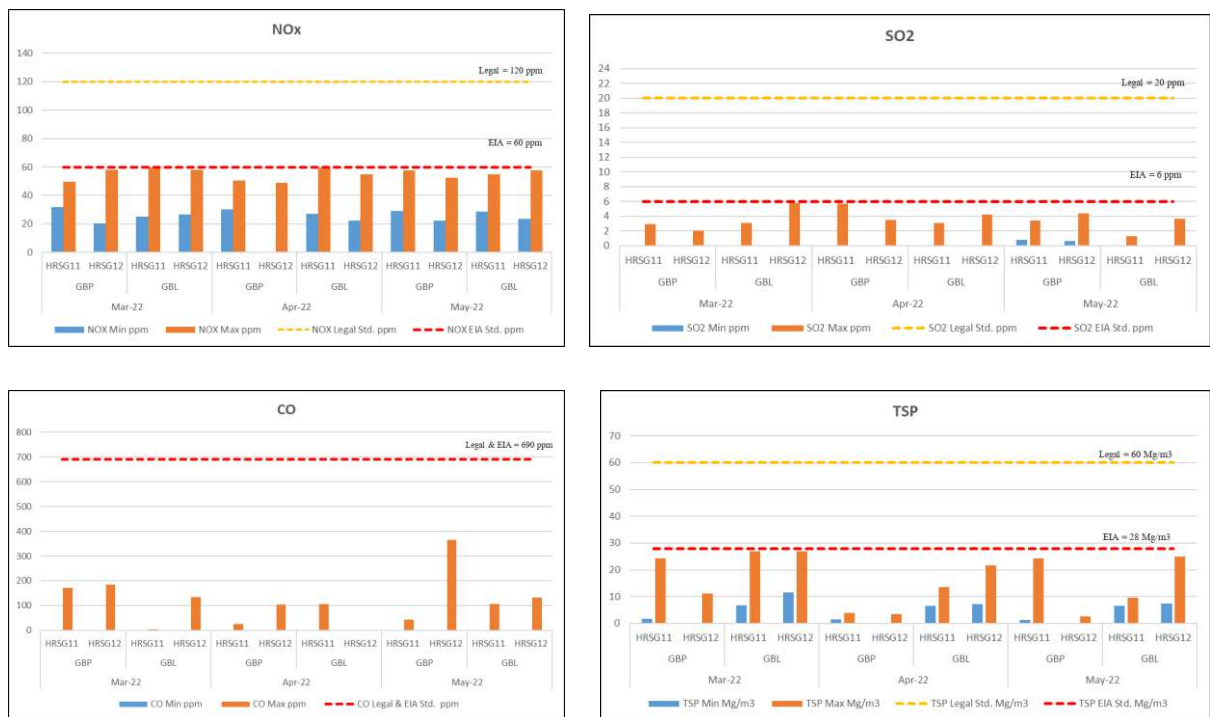 NOx
140
Legal = 120 ppm
120
100
80
EIA = 60 ppm
60
40
20
0
HRSG11 HRSG12 HRSG11 HRSG12 HRSG11 HRSG12 HRSG11 HRSG12 HRSG11 HRSG12 HRSG11 HRSG12
GBP GBL GBP GBL GBP GBL
Mar-22 Apr-22 May-22
NOX Min ppm NOX Max ppm NOX Legal Std. ppm NOX EIA Std. ppm
SO2
24
22
Legal = 20 ppm
20
18
16
14
12
10
EIA = 6 ppm
8
6
4
2
0
HRSG11 HRSG12 HRSG11 HRSG12 HRSG11 HRSG12 HRSG11 HRSG12 HRSG11 HRSG12 HRSG11 HRSG12
GBP GBL GBP GBL GBP GBL
Mar-22 Apr-22 May-22
SO2 Min ppm SO2 Max ppm SO2 Legal Std. ppm SO2 EIA Std. ppm
CO
800
Legal & EIA = 690 ppm
700
600
500
400
300
200
100
0
HRSG11 HRSG12 HRSG11 HRSG12 HRSG11 HRSG12 HRSG11 HRSG12 HRSG11 HRSG12 HRSG11 HRSG12
GBP GBL GBP GBL GBP GBL
Mar-22 Apr-22 May-22
CO Min ppm CO Max ppm CO Legal & EIA Std. ppm
TSP
70
Legal = 60 Mg/m3
60
50
40
EIA = 28 Mg/m3
30
20
10
0
HRSG11 HRSG12 HRSG11 HRSG12 HRSG11 HRSG12 HRSG11 HRSG12 HRSG11 HRSG12 HRSG11 HRSG12
GBP GBL GBP GBL GBP GBL
Mar-22 Apr-22 May-22
TSP Min Mg/m3 TSP Max Mg/m3 TSP Legal Std. Mg/m3 TSP EIA Std. Mg/m3